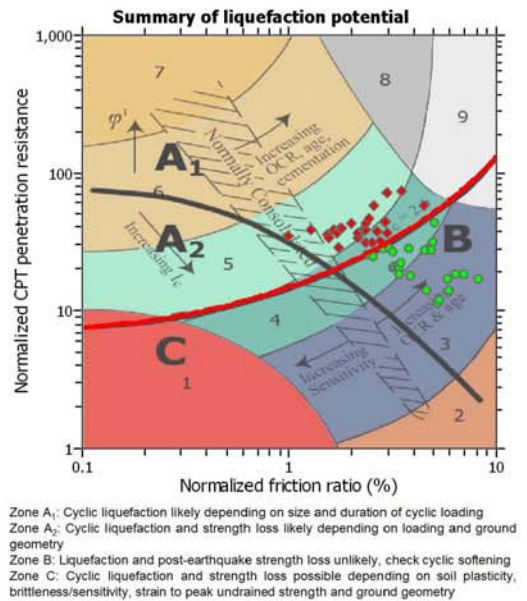 Summary of liquefaction potential
1,000
100
10
1
Normalized CPT penetration resistance
7
8
9
φ'
A1
Normally Consolidated
Increasing
OCR, age,
cementation
6
A2
Increasing Ic
5
B
4
C
1
Increasing
Sensitivity
Increasing
OCR & age
3
2
0.1
1
10
Normalized friction ratio (%)
Zone A1: Cyclic liquefaction likely depending on size and duration of cyclic loading
Zone A2: Cyclic liquefaction and strength loss likely depending on loading and ground
geometry
Zone B: Liquefaction and post-earthquake strength loss unlikely, check cyclic softening
Zone C: Cyclic liquefaction and strength loss possible depending on soil plasticity,
brittleness/sensitivity, strain to peak undrained strength and ground geometry